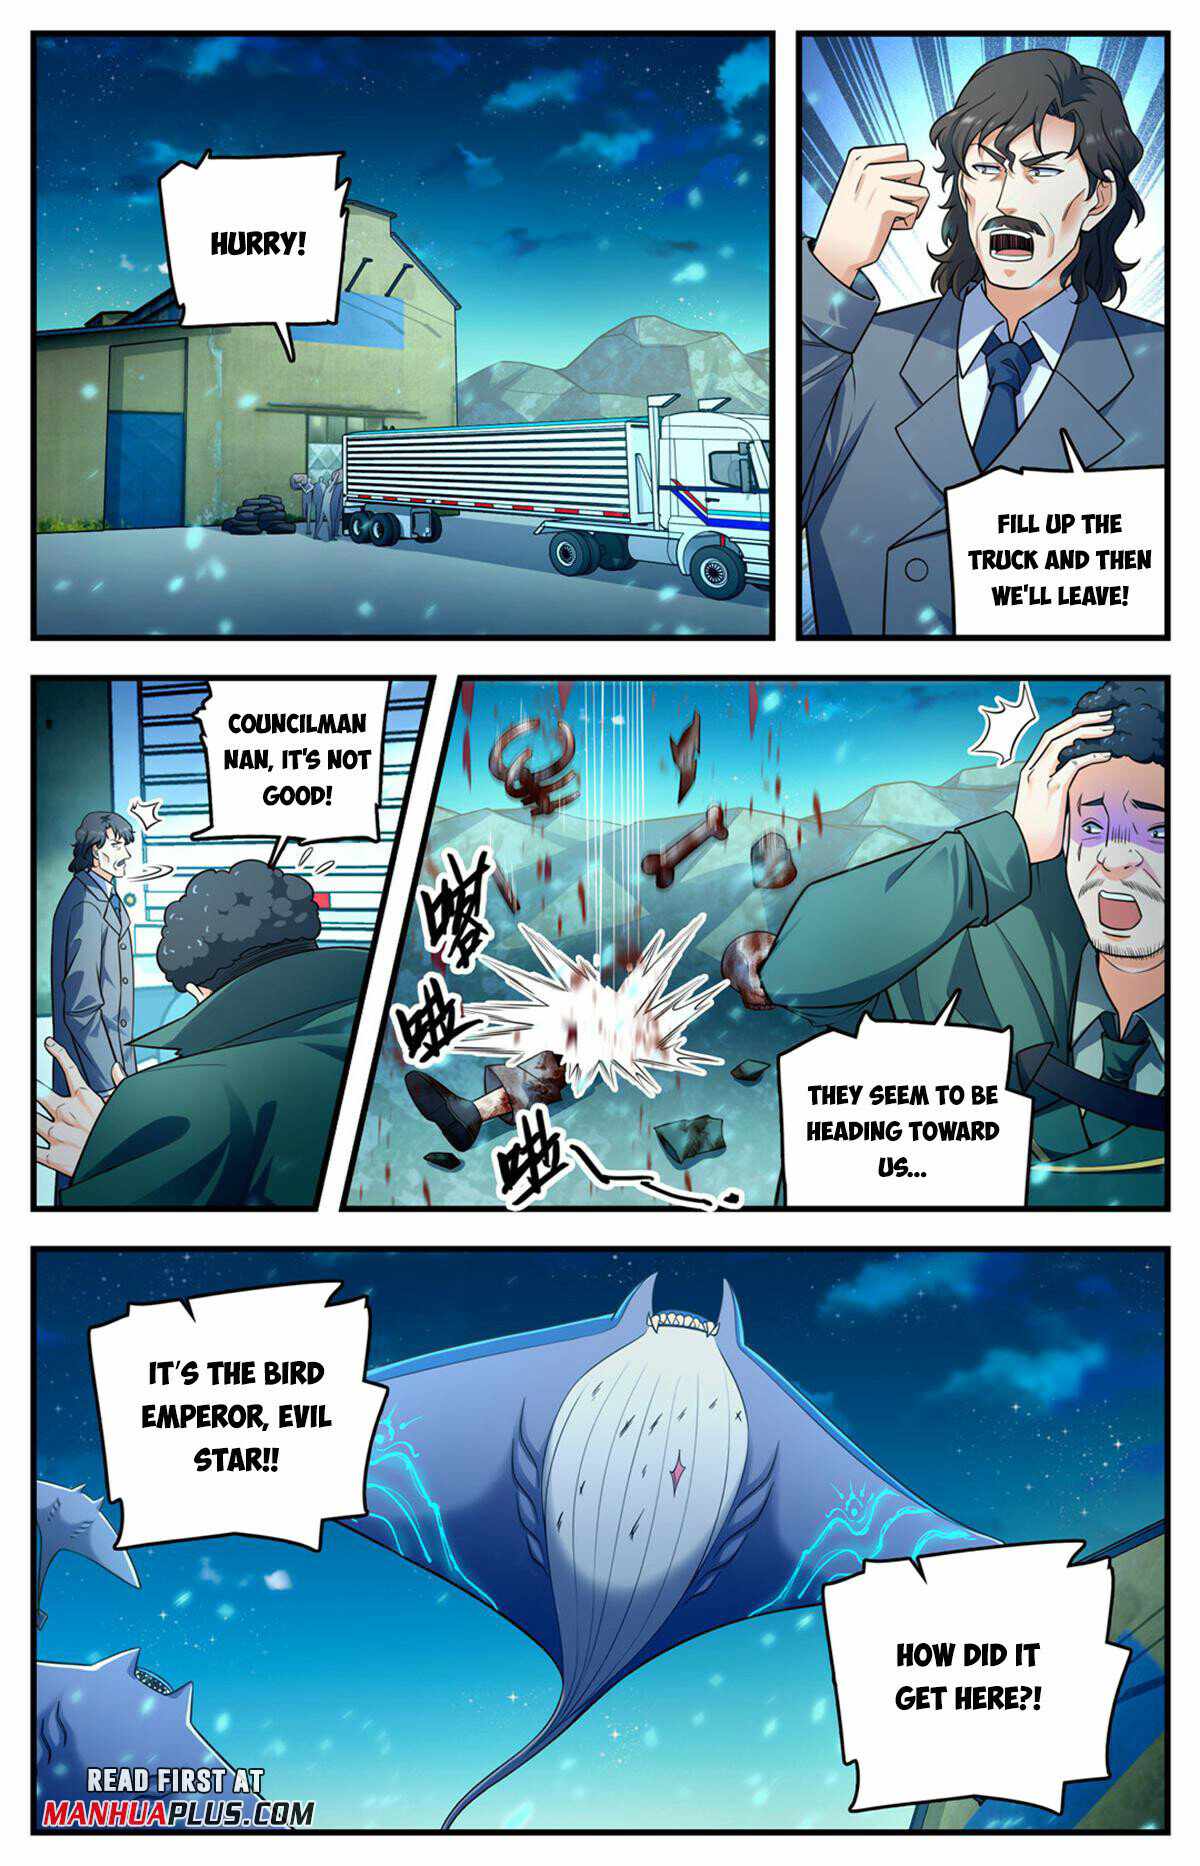 HURRY!
FILL UP THE
TRUCK AND THEN
WE'LL LEAVE!
COUNCILMAN
NAN, IT'S NOT
GOOD!
喀
啦
啦
THEY SEEM TO BE
HEADING TOWARD
US...
IT'S THE BIRD
EMPEROR, EVIL
STAR!!
HOW DID IT
GET HERE?!
READ FIRST AT
MANHUAPLUS.COM